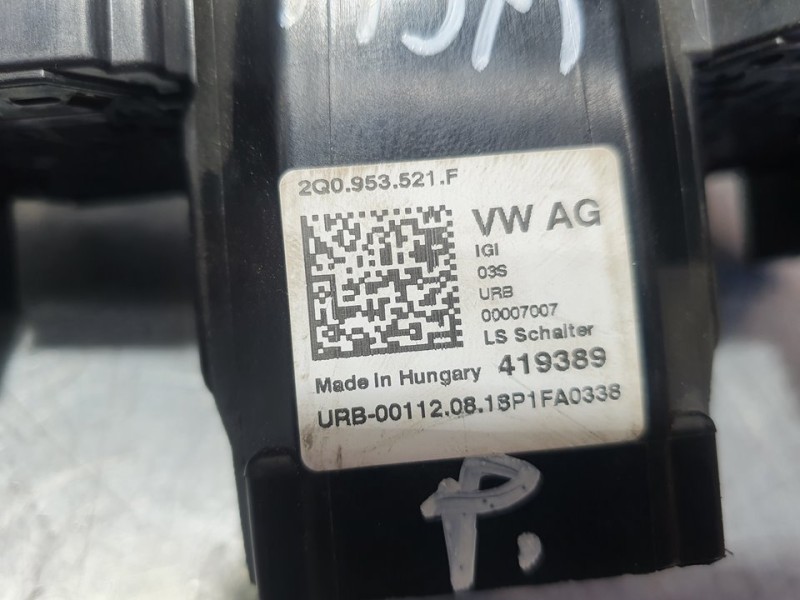 2Q0.953.521.F
VW AG
IGI
03S
URB
00007007
LS Schalter
Made in Hungary 419389
URB-00112.08.18P1FA0338
P.